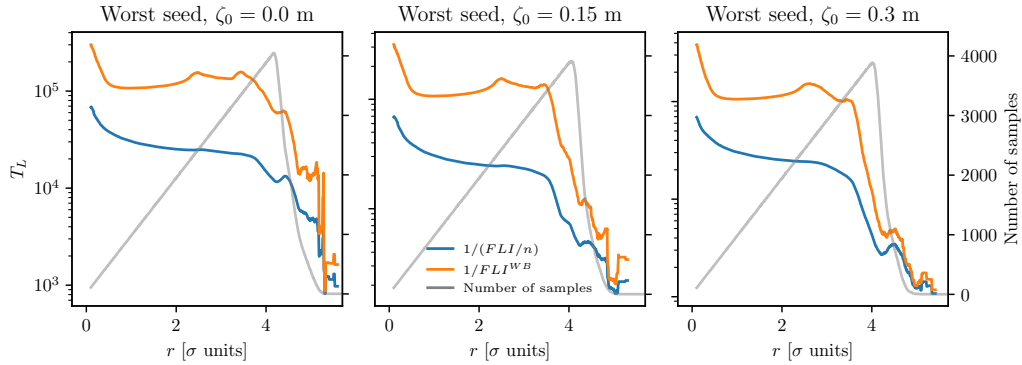 Worst seed, ζ0 = 0.0 m
Worst seed, ζ0 = 0.15 m
Worst seed, ζ0 = 0.3 m
T_L
10^5
10^4
10^3
0 2 4
r [σ units]
0 2 4
r [σ units]
0 2 4
r [σ units]
1/(FLI/n)
1/FLI^WB
Number of samples
4000
3000
2000
1000
0
Number of samples